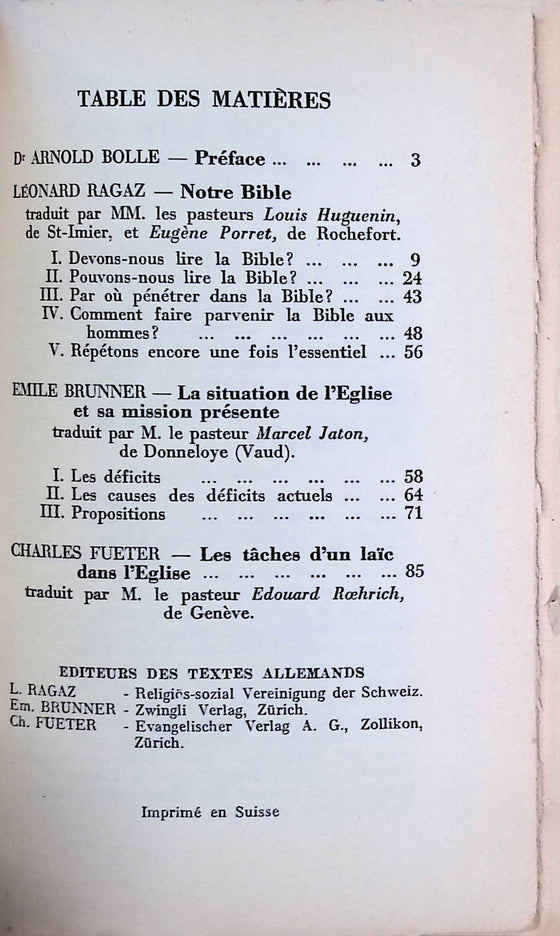 TABLE DES MATIÈRES
Dr ARNOLD BOLLE — Préface ... ... ... ... 3
LÉONARD RAGAZ — Notre Bible
traduit par MM. les pasteurs Louis Huguenin,
de St-Imier, et Eugène Porret, de Rochefort.
I. Devons-nous lire la Bible? ... ... ... 9
II. Pouvons-nous lire la Bible? ... ... ... 24
III. Par où pénétrer dans la Bible? ... ... 43
IV. Comment faire parvenir la Bible aux
hommes? ... ... ... ... ... ... 48
V. Répétons encore une fois l'essentiel ... 56
EMILE BRUNNER — La situation de l'Eglise
et sa mission présente
traduit par M. le pasteur Marcel Jaton,
de Donneloye (Vaud).
I. Les déficits ... ... ... ... ... ... 58
II. Les causes des déficits actuels ... ... 64
III. Propositions ... ... ... ... ... ... 71
CHARLES FUETER — Les tâches d'un laïc
dans l'Eglise ... ... ... ... ... ... 85
traduit par M. le pasteur Edouard Rœhrich,
de Genève.
EDITEURS DES TEXTES ALLEMANDS
L. RAGAZ - Religiös-sozial Vereinigung der Schweiz.
Em. BRUNNER - Zwingli Verlag, Zürich.
Ch. FUETER - Evangelischer Verlag A. G., Zollikon,
Zürich.
Imprimé en Suisse